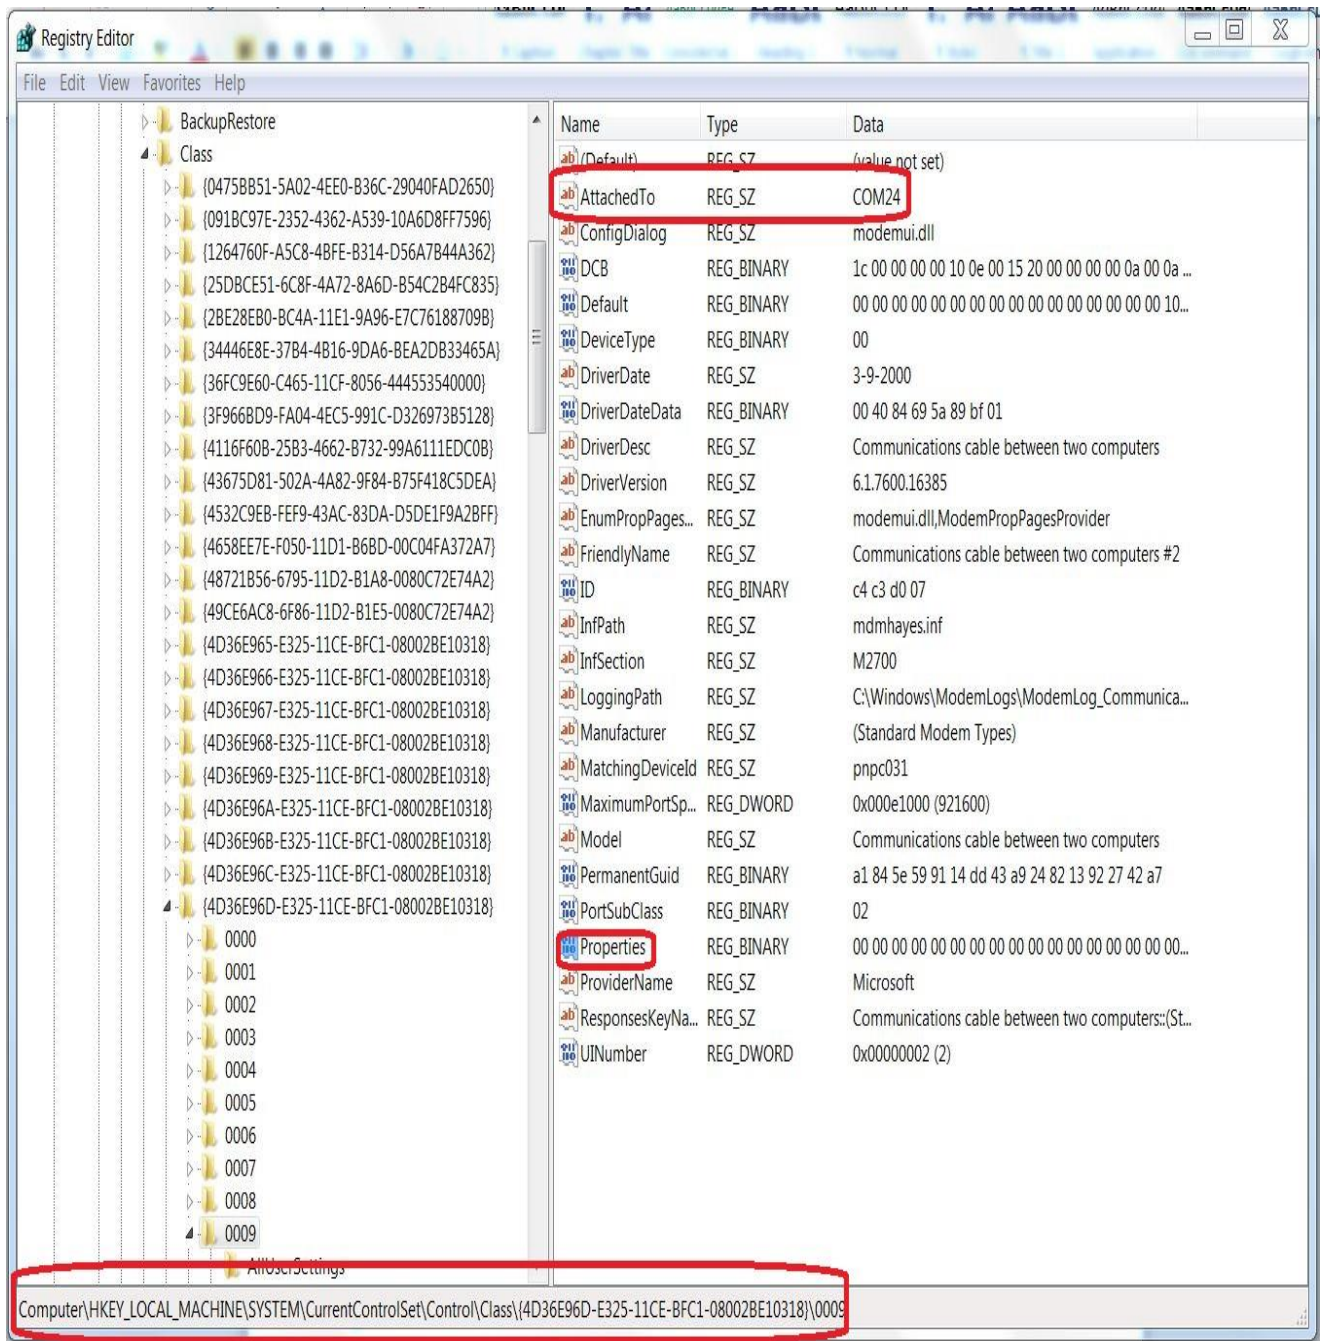 Registry Editor
File Edit View Favorites Help
BackupRestore
Class
{0475BB51-5A02-4EE0-B36C-29040FAD2650}
{091BC97E-2352-4362-A539-10A6D8FF7596}
{1264760F-A5C8-4BFE-B314-D56A7B44A362}
{25DBCE51-6C8F-4A72-8A6D-B54C2B4FC835}
{2BE28EB0-BC4A-11E1-9A96-E7C76188709B}
{34446E8E-37B4-4B16-9DA6-BEA2DB33465A}
{36FC9E60-C465-11CF-8056-444553540000}
{3F966BD9-FA04-4EC5-991C-D326973B5128}
{4116F60B-25B3-4662-B732-99A6111EDC0B}
{43675D81-502A-4A82-9F84-B75F418C5DEA}
{4532C9EB-FEF9-43AC-83DA-D5DE1F9A2BFF}
{4658EE7E-F050-11D1-B6BD-00C04FA372A7}
{48721B56-6795-11D2-B1A8-0080C72E74A2}
{49CE6AC8-6F86-11D2-B1E5-0080C72E74A2}
{4D36E965-E325-11CE-BFC1-08002BE10318}
{4D36E966-E325-11CE-BFC1-08002BE10318}
{4D36E967-E325-11CE-BFC1-08002BE10318}
{4D36E968-E325-11CE-BFC1-08002BE10318}
{4D36E969-E325-11CE-BFC1-08002BE10318}
{4D36E96A-E325-11CE-BFC1-08002BE10318}
{4D36E96B-E325-11CE-BFC1-08002BE10318}
{4D36E96C-E325-11CE-BFC1-08002BE10318}
{4D36E96D-E325-11CE-BFC1-08002BE10318}
0000
0001
0002
0003
0004
0005
0006
0007
0008
0009
AllUserSettings
Name Type Data
(Default) REG_SZ (value not set)
AttachedTo REG_SZ COM24
ConfigDialog REG_SZ modemui.dll
DCB REG_BINARY 1c 00 00 00 00 10 0e 00 15 20 00 00 00 00 0a 00 0a ...
Default REG_BINARY 00 00 00 00 00 00 00 00 00 00 00 00 00 00 00 00 10...
DeviceType REG_BINARY 00
DriverDate REG_SZ 3-9-2000
DriverDateData REG_BINARY 00 40 84 69 5a 89 bf 01
DriverDesc REG_SZ Communications cable between two computers
DriverVersion REG_SZ 6.1.7600.16385
EnumPropPages... REG_SZ modemui.dll,ModemPropPagesProvider
FriendlyName REG_SZ Communications cable between two computers #2
ID REG_BINARY c4 c3 d0 07
InfPath REG_SZ mdmhayes.inf
InfSection REG_SZ M2700
LoggingPath REG_SZ C:\Windows\ModemLogs\ModemLog_Communica...
Manufacturer REG_SZ (Standard Modem Types)
MatchingDeviceId REG_SZ pnpc031
MaximumPortSp... REG_DWORD 0x000e1000 (921600)
Model REG_SZ Communications cable between two computers
PermanentGuid REG_BINARY a1 84 5e 59 91 14 dd 43 a9 24 82 13 92 27 42 a7
PortSubClass REG_BINARY 02
Properties REG_BINARY 00 00 00 00 00 00 00 00 00 00 00 00 00 00 00 00 00...
ProviderName REG_SZ Microsoft
ResponsesKeyNa... REG_SZ Communications cable between two computers::(St...
UINumber REG_DWORD 0x00000002 (2)
Computer\HKEY_LOCAL_MACHINE\SYSTEM\CurrentControlSet\Control\Class\{4D36E96D-E325-11CE-BFC1-08002BE10318}\0009